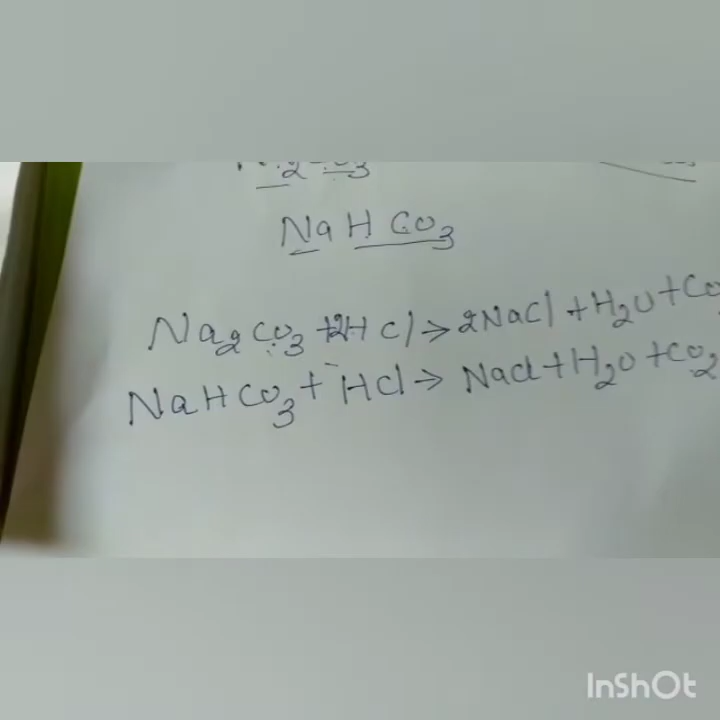 NaHCO3
Na2CO3 + 2HCl → 2NaCl + H2O + CO
NaHCO3 + HCl → NaCl + H2O + CO2
InShOt